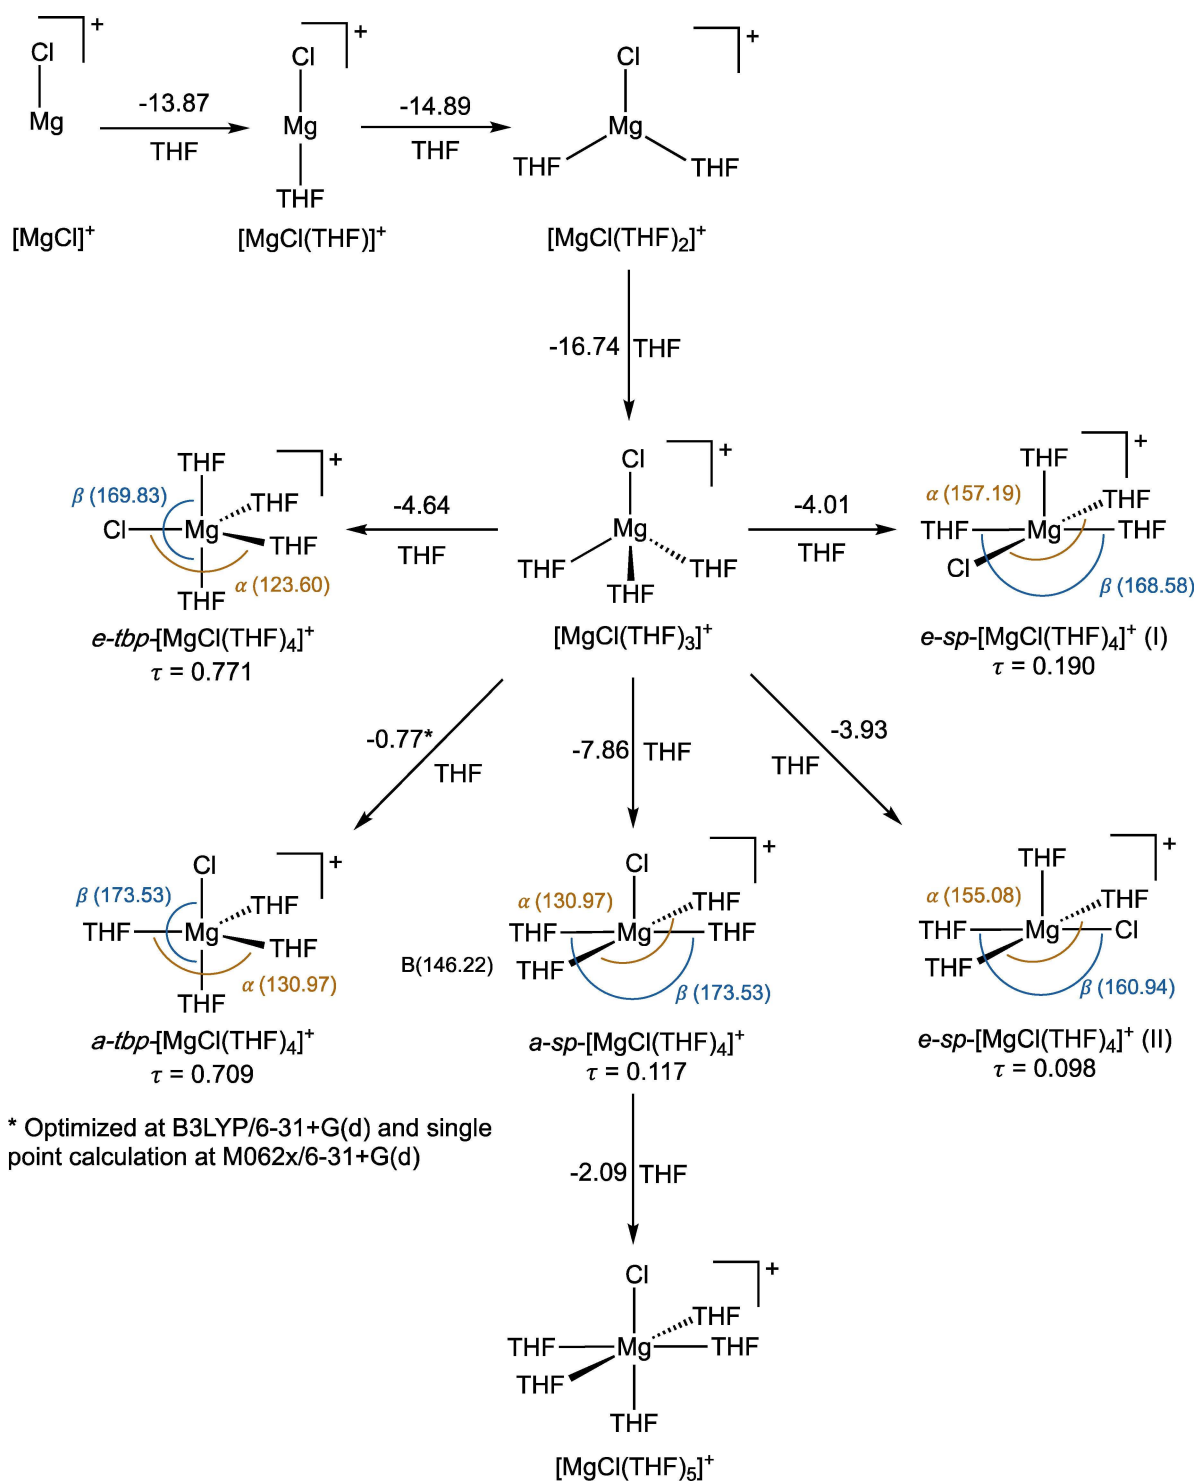 Cl
Mg
+
[MgCl]⁺
-13.87
THF
Cl
Mg
THF
+
[MgCl(THF)]⁺
-14.89
THF
Cl
Mg
THF
THF
+
[MgCl(THF)₂]⁺
-16.74
THF
THF
+
β (169.83)
THF
Cl
Mg
THF
THF
α (123.60)
e-tbp-[MgCl(THF)₄]⁺
τ = 0.771
-4.64
THF
Cl
+
Mg
THF
THF
THF
[MgCl(THF)₃]⁺
-4.01
THF
THF
+
α (157.19)
THF
THF
Mg
THF
Cl
β (168.58)
e-sp-[MgCl(THF)₄]⁺ (I)
τ = 0.190
-0.77*
THF
-7.86
THF
-3.93
THF
Cl
+
β (173.53)
THF
THF
Mg
THF
α (130.97)
THF
a-tbp-[MgCl(THF)₄]⁺
τ = 0.709
Cl
+
α (130.97)
THF
THF
Mg
THF
B(146.22)
THF
β (173.53)
a-sp-[MgCl(THF)₄]⁺
τ = 0.117
THF
+
α (155.08)
THF
THF
Mg
Cl
THF
β (160.94)
e-sp-[MgCl(THF)₄]⁺ (II)
τ = 0.098
* Optimized at B3LYP/6-31+G(d) and single
point calculation at M062x/6-31+G(d)
-2.09
THF
Cl
+
THF
THF
Mg
THF
THF
THF
[MgCl(THF)₅]⁺